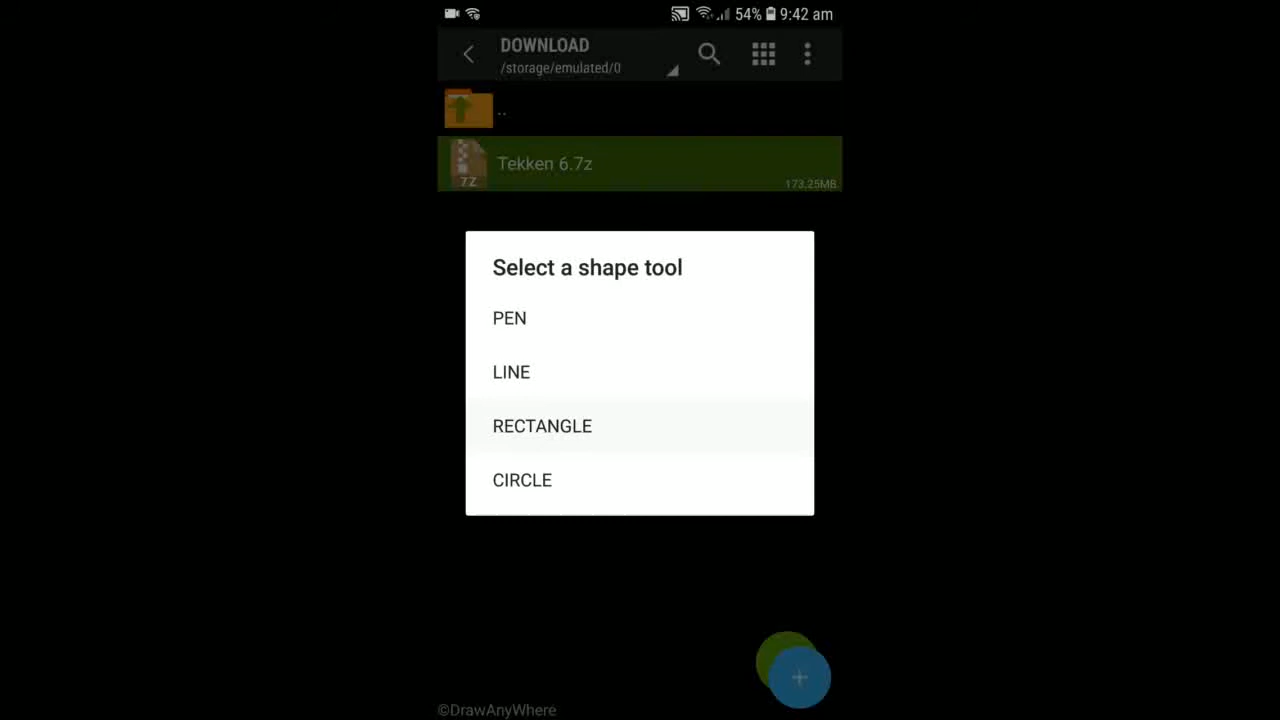 54% 9:42 am
DOWNLOAD
/storage/emulated/0
..
Tekken 6.7z
7Z
173.25MB
Select a shape tool
PEN
LINE
RECTANGLE
CIRCLE
+
©DrawAnyWhere